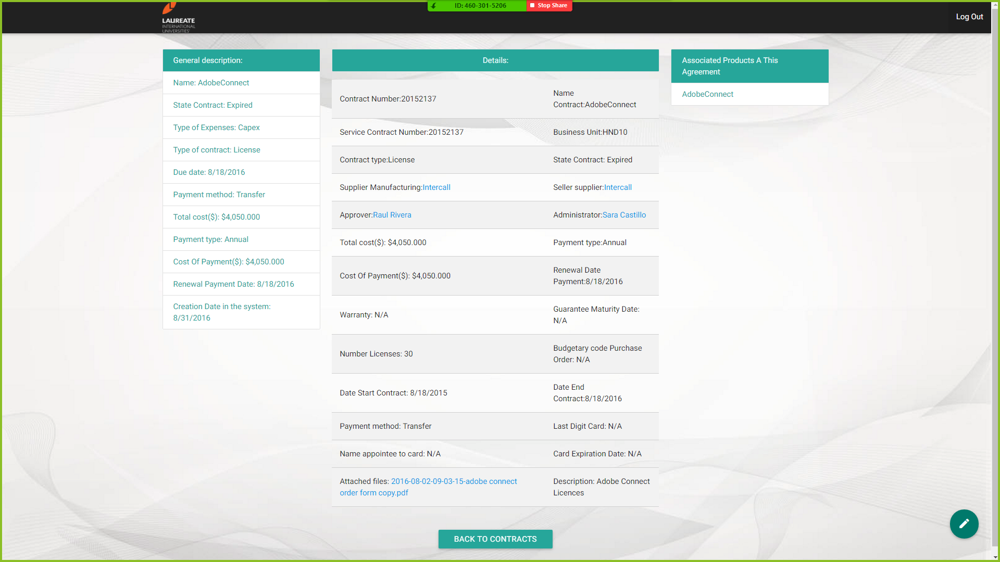 ID: 460-301-5206
Stop Share
LAUREATE
INTERNATIONAL
UNIVERSITIES
Log Out
General description:
Name: AdobeConnect
State Contract: Expired
Type of Expenses: Capex
Type of contract: License
Due date: 8/18/2016
Payment method: Transfer
Total cost($): $4,050.000
Payment type: Annual
Cost Of Payment($): $4,050.000
Renewal Payment Date: 8/18/2016
Creation Date in the system:
8/31/2016
Details:
Contract Number:20152137
Name
Contract:AdobeConnect
Service Contract Number:20152137
Business Unit:HND10
Contract type:License
State Contract: Expired
Supplier Manufacturing:Intercall
Seller supplier:Intercall
Approver:Raul Rivera
Administrator:Sara Castillo
Total cost($): $4,050.000
Payment type:Annual
Cost Of Payment($): $4,050.000
Renewal Date
Payment:8/18/2016
Warranty: N/A
Guarantee Maturity Date:
N/A
Number Licenses: 30
Budgetary code Purchase
Order: N/A
Date Start Contract: 8/18/2015
Date End
Contract:8/18/2016
Payment method: Transfer
Last Digit Card: N/A
Name appointee to card: N/A
Card Expiration Date: N/A
Attached files: 2016-08-02-09-03-15-adobe connect
order form copy.pdf
Description: Adobe Connect
Licences
Associated Products A This
Agreement
AdobeConnect
BACK TO CONTRACTS